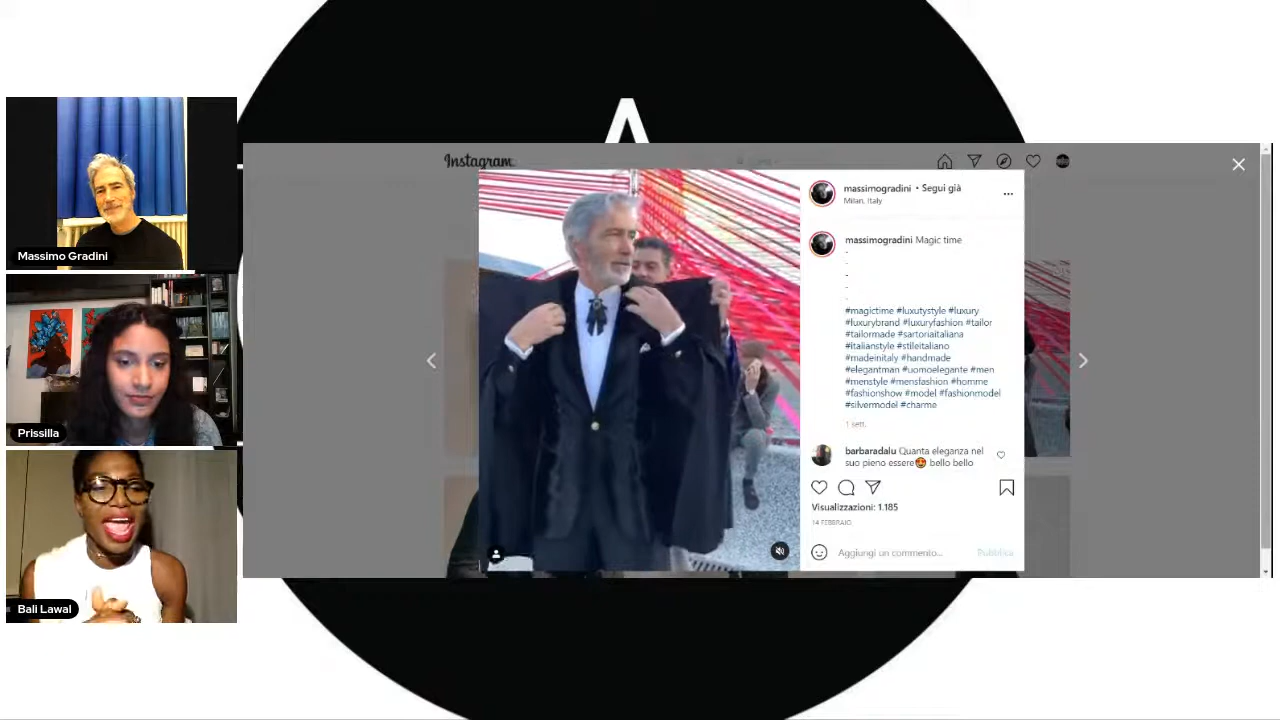 A
Massimo Gradini
Prissilla
Bali Lawal
Instagram
massimogradini • Segui già
Milan, Italy
massimogradini Magic time
-
-
-
-
-
#magictime #luxutystyle #luxury
#luxurybrand #luxuryfashion #tailor
#tailormade #sartoriaitaliana
#italianstyle #stileitaliano
#madeinitaly #handmade
#elegantman #uomoelegante #men
#menstyle #mensfashion #homme
#fashionshow #model #fashionmodel
#silvermodel #charme
1 sett.
barbaradalu Quanta eleganza nel
suo pieno essere😍 bello bello
Visualizzazioni: 1.185
14 FEBBRAIO
Aggiungi un commento... Pubblica